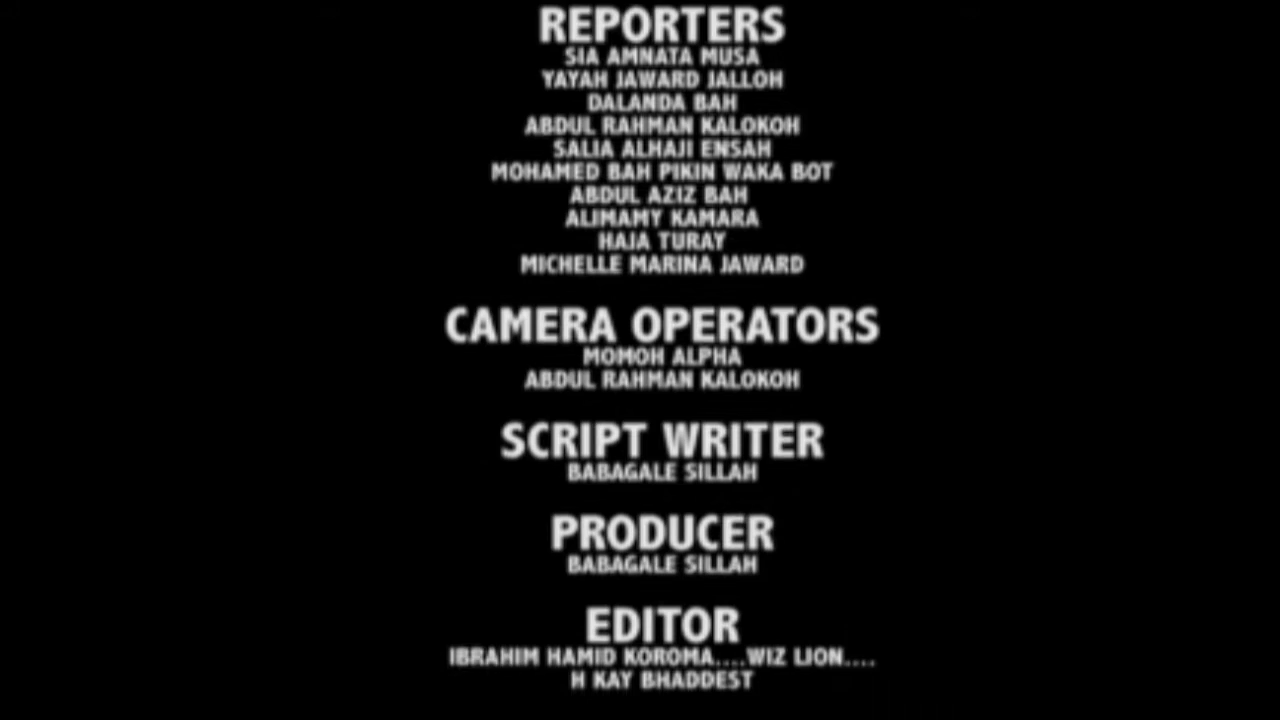 REPORTERS
SIA AMNATA MUSA
YAYAH JAWARD JALLOH
DALANDA BAH
ABDUL RAHMAN KALOKOH
SALIA ALHAJI ENSAH
MOHAMED BAH PIKIN WAKA BOT
ABDUL AZIZ BAH
ALIMAMY KAMARA
HAJA TURAY
MICHELLE MARINA JAWARD
CAMERA OPERATORS
MOMOH ALPHA
ABDUL RAHMAN KALOKOH
SCRIPT WRITER
BABAGALE SILLAH
PRODUCER
BABAGALE SILLAH
EDITOR
IBRAHIM HAMID KOROMA....WIZ LION....
H KAY BHADDEST